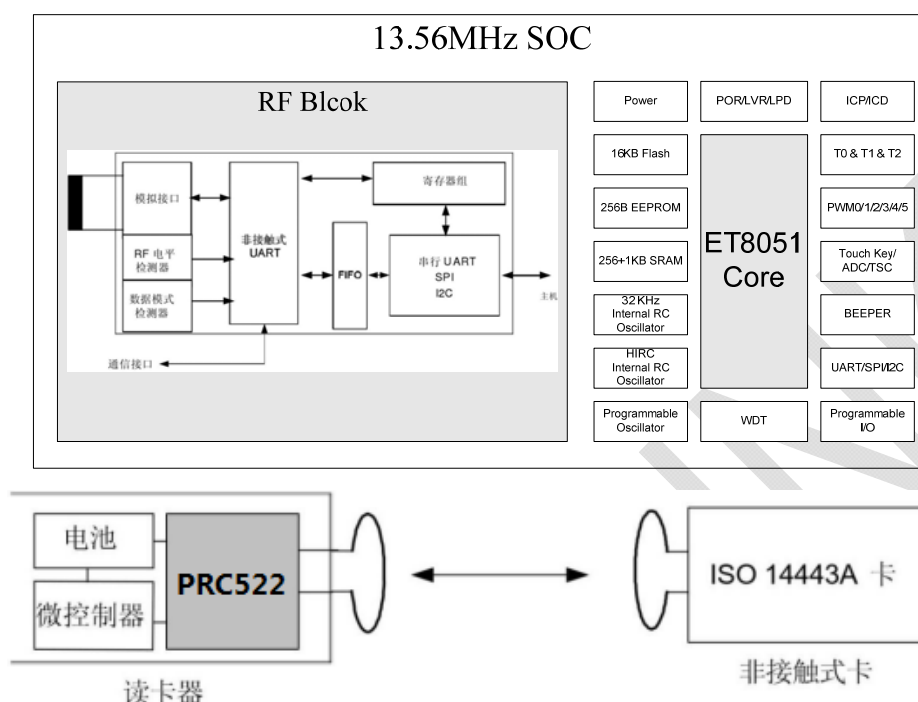 13.56MHz SOC
RF Blcok
模拟接口
RF 电平
检测器
数据模式
检测器
非接触式
UART
FIFO
寄存器组
串行 UART
SPI
I2C
主机
通信接口
Power
POR/LVR/LPD
ICP/ICD
16KB Flash
T0 & T1 & T2
256B EEPROM
PWM0/1/2/3/4/5
ET8051
Core
256+1KB SRAM
Touch Key/
ADC/TSC
32KHz
Internal RC
Oscillator
BEEPER
HIRC
Internal RC
Oscillator
UART/SPI/I2C
Programmable
Oscillator
WDT
Programmable
I/O
电池
微控制器
PRC522
读卡器
ISO 14443A 卡
非接触式卡